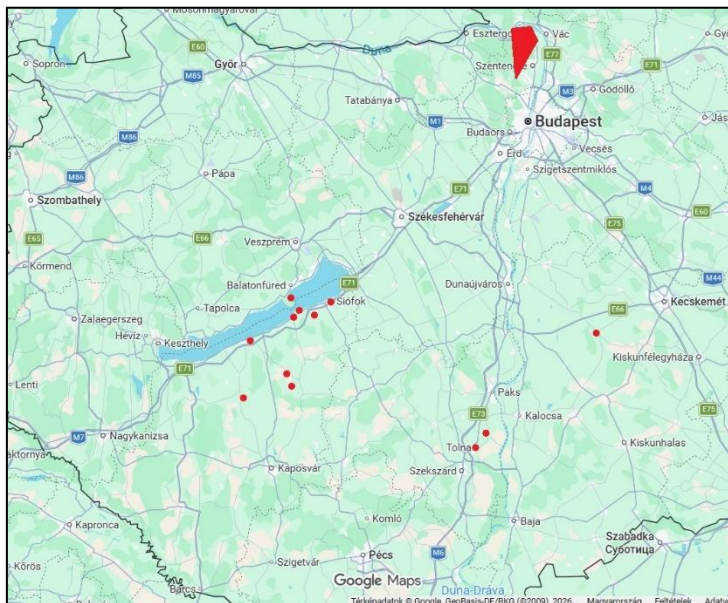 Mosonmagyaróvár
E60
Duna
Esztergo
Vác
Gy
Sopron
Győr
E77
Szentend
E71
M85
M3
Gödöllő
Tatabánya
M1
Budapest
Budaörs
M86
Érd
Vecsés
Pápa
Szigetszentmiklós
M86
E71
M4
Szombathely
Székesfehérvár
E60
E65
E66
Veszprém
E75
Körmend
Balatonfüred
E71
Dunaújváros
M44
Tapolca
Siófok
Kecskemét
Zalaegerszeg
E66
Hévíz
Keszthely
Kiskunfélegyháza
E71
Lenti
Paks
E75
Kalocsa
E73
M7
Nagykanizsa
Kiskunhalas
Tolna
Kaposvár
Szekszárd
Kapronca
Komló
Baja
Szabadka
Суботица
Szigetvár
Pécs
M6
Kőrös
Google Maps
Barcs
Duna-Dráva
Térképadatok © Google, GeoBasis-DE/BKG (©2009), 2026 Magyarország Feltételek